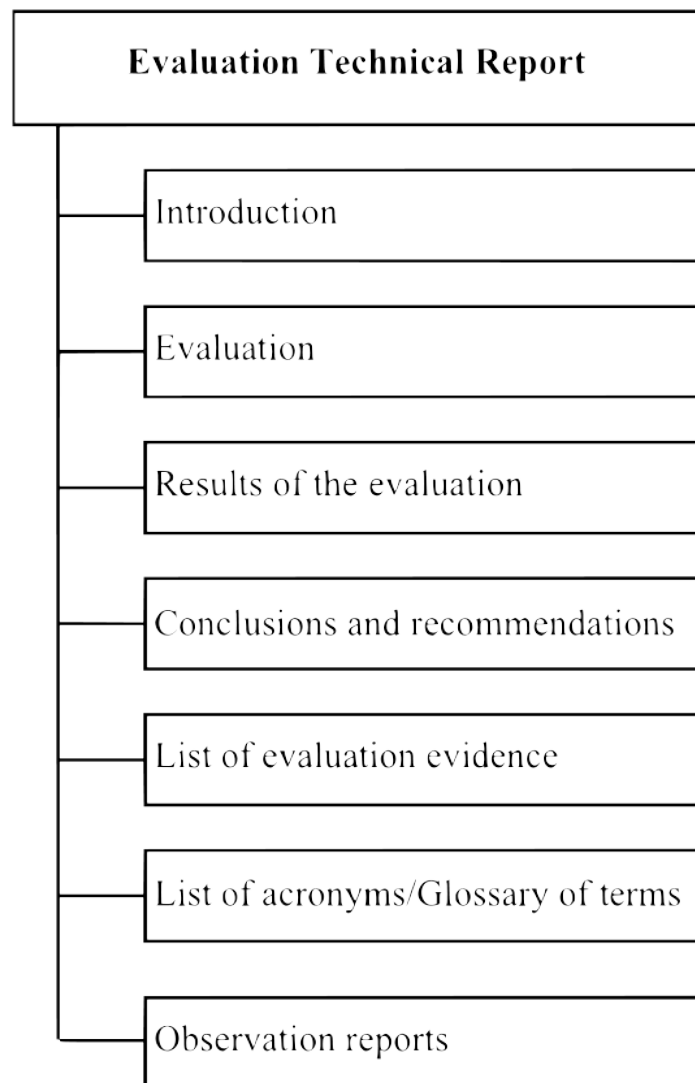 Evaluation Technical Report
Introduction
Evaluation
Results of the evaluation
Conclusions and recommendations
List of evaluation evidence
List of acronyms/Glossary of terms
Observation reports